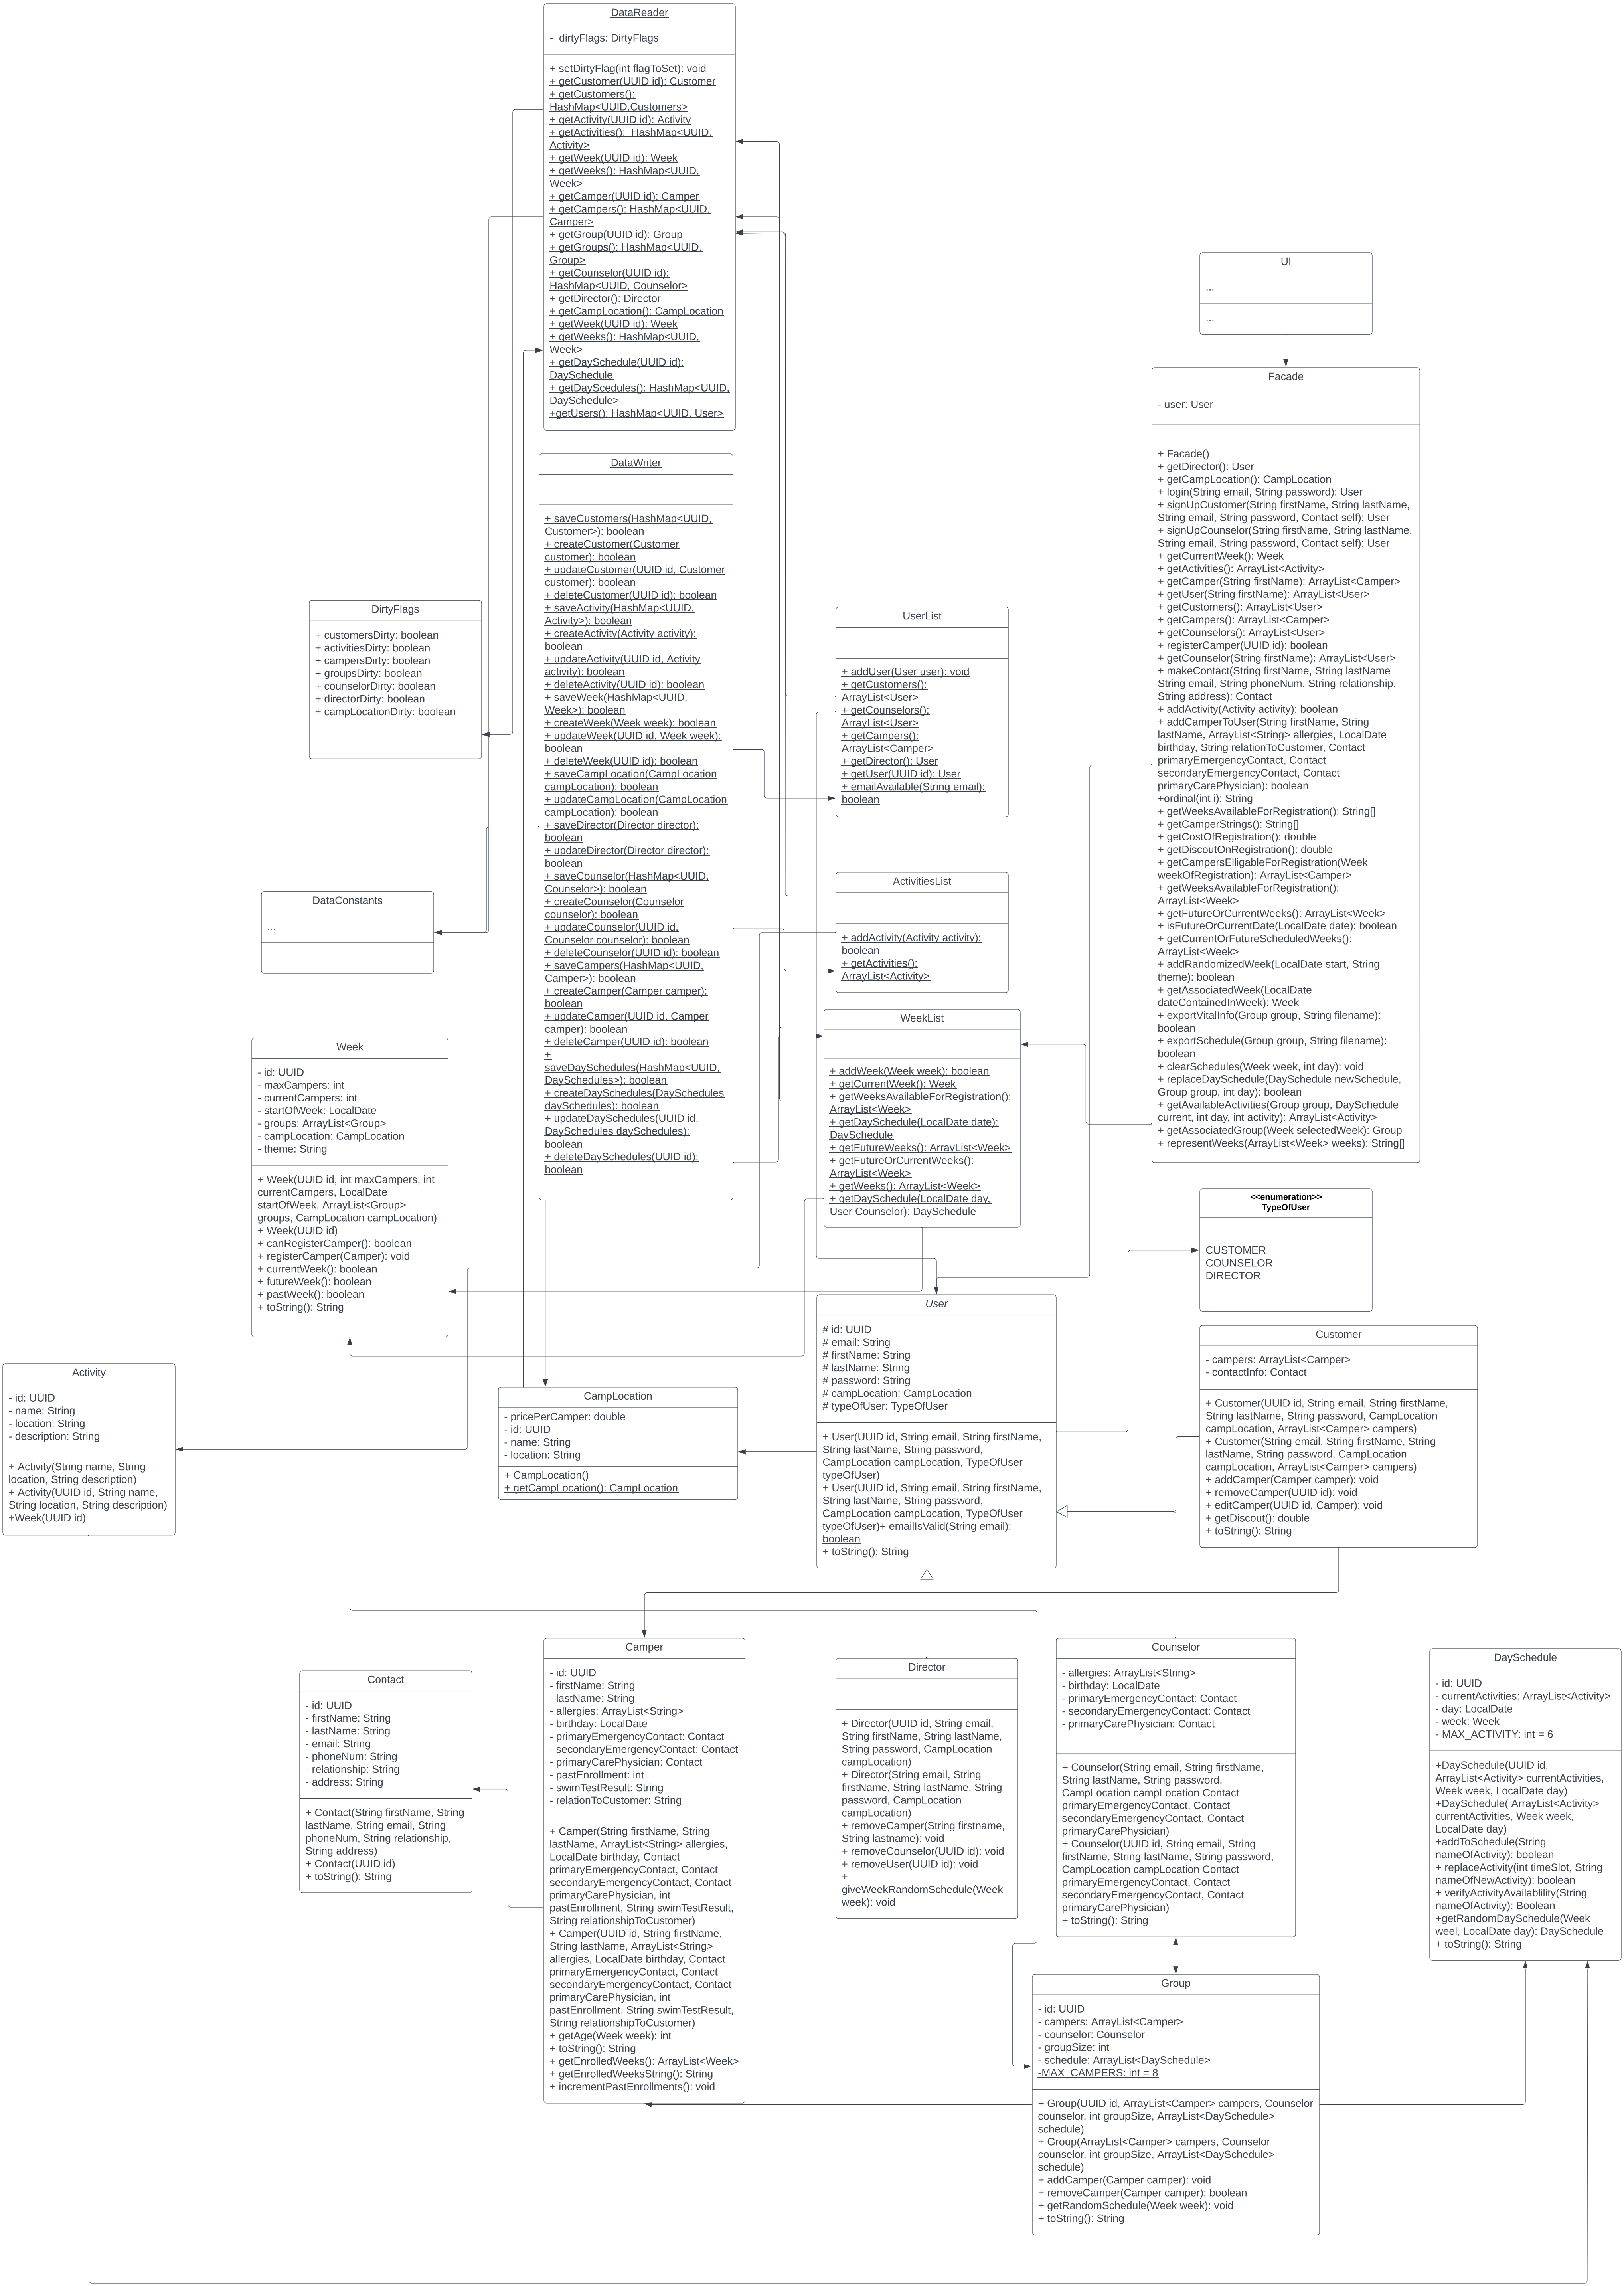 DataReader
-  dirtyFlags: DirtyFlags
+ setDirtyFlag(int flagToSet): void
+ getCustomer(UUID id): Customer
+ getCustomers():
HashMap<UUID,Customers>
+ getActivity(UUID id): Activity
+ getActivities():  HashMap<UUID,
Activity>
+ getWeek(UUID id): Week
+ getWeeks(): HashMap<UUID,
Week>
+ getCamper(UUID id): Camper
+ getCampers(): HashMap<UUID,
Camper>
+ getGroup(UUID id): Group
+ getGroups(): HashMap<UUID,
Group>
+ getCounselor(UUID id):
HashMap<UUID, Counselor>
+ getDirector(): Director
+ getCampLocation(): CampLocation
+ getWeek(UUID id): Week
+ getWeeks(): HashMap<UUID,
Week>
+ getDaySchedule(UUID id):
DaySchedule
+ getDayScedules(): HashMap<UUID,
DaySchedule>
+getUsers(): HashMap<UUID, User>
UI
...
...
Facade
- user: User
+ Facade()
+ getDirector(): User
+ getCampLocation(): CampLocation
+ login(String email, String password): User
+ signUpCustomer(String firstName, String lastName,
String email, String password, Contact self): User
+ signUpCounselor(String firstName, String lastName,
String email, String password, Contact self): User
+ getCurrentWeek(): Week
+ getActivities(): ArrayList<Activity>
+ getCamper(String firstName): ArrayList<Camper>
+ getUser(String firstName): ArrayList<User>
+ getCustomers(): ArrayList<User>
+ getCampers(): ArrayList<Camper>
+ getCounselors(): ArrayList<User>
+ registerCamper(UUID id): boolean
+ getCounselor(String firstName): ArrayList<User>
+ makeContact(String firstName, String lastName
String email, String phoneNum, String relationship,
String address): Contact
+ addActivity(Activity activity): boolean
+ addCamperToUser(String firstName, String
lastName, ArrayList<String> allergies, LocalDate
birthday, String relationToCustomer, Contact
primaryEmergencyContact, Contact
secondaryEmergencyContact, Contact
primaryCarePhysician): boolean
+ordinal(int i): String
+ getWeeksAvailableForRegistration(): String[]
+ getCamperStrings(): String[]
+ getCostOfRegistration(): double
+ getDiscoutOnRegistration(): double
+ getCampersElligableForRegistration(Week
weekOfRegistration): ArrayList<Camper>
+ getWeeksAvailableForRegistration():
ArrayList<Week>
+ getFutureOrCurrentWeeks(): ArrayList<Week>
+ isFutureOrCurrentDate(LocalDate date): boolean
+ getCurrentOrFutureScheduledWeeks():
ArrayList<Week>
+ addRandomizedWeek(LocalDate start, String
theme): boolean
+ getAssociatedWeek(LocalDate
dateContainedInWeek): Week
+ exportVitalInfo(Group group, String filename):
boolean
+ exportSchedule(Group group, String filename):
boolean
+ clearSchedules(Week week, int day): void
+ replaceDaySchedule(DaySchedule newSchedule,
Group group, int day): boolean
+ getAvailableActivities(Group group, DaySchedule
current, int day, int activity): ArrayList<Activity>
+ getAssociatedGroup(Week selectedWeek): Group
+ representWeeks(ArrayList<Week> weeks): String[]
DataWriter
+ saveCustomers(HashMap<UUID,
Customer>): boolean
+ createCustomer(Customer
customer): boolean
+ updateCustomer(UUID id, Customer
customer): boolean
+ deleteCustomer(UUID id): boolean
+ saveActivity(HashMap<UUID,
Activity>): boolean
+ createActivity(Activity activity):
boolean
+ updateActivity(UUID id, Activity
activity): boolean
+ deleteActivity(UUID id): boolean
+ saveWeek(HashMap<UUID,
Week>): boolean
+ createWeek(Week week): boolean
+ updateWeek(UUID id, Week week):
boolean
+ deleteWeek(UUID id): boolean
+ saveCampLocation(CampLocation
campLocation): boolean
+ updateCampLocation(CampLocation
campLocation): boolean
+ saveDirector(Director director):
boolean
+ updateDirector(Director director):
boolean
+ saveCounselor(HashMap<UUID,
Counselor>): boolean
+ createCounselor(Counselor
counselor): boolean
+ updateCounselor(UUID id,
Counselor counselor): boolean
+ deleteCounselor(UUID id): boolean
+ saveCampers(HashMap<UUID,
Camper>): boolean
+ createCamper(Camper camper):
boolean
+ updateCamper(UUID id, Camper
camper): boolean
+ deleteCamper(UUID id): boolean
+
saveDaySchedules(HashMap<UUID,
DaySchedules>): boolean
+ createDaySchedules(DaySchedules
daySchedules): boolean
+ updateDaySchedules(UUID id,
DaySchedules daySchedules):
boolean
+ deleteDaySchedules(UUID id):
boolean
DirtyFlags
+ customersDirty: boolean
+ activitiesDirty: boolean
+ campersDirty: boolean
+ groupsDirty: boolean
+ counselorDirty: boolean
+ directorDirty: boolean
+ campLocationDirty: boolean
UserList
+ addUser(User user): void
+ getCustomers():
ArrayList<User>
+ getCounselors():
ArrayList<User>
+ getCampers():
ArrayList<Camper>
+ getDirector(): User
+ getUser(UUID id): User
+ emailAvailable(String email):
boolean
DataConstants
...
ActivitiesList
+ addActivity(Activity activity):
boolean
+ getActivities():
ArrayList<Activity>
WeekList
+ addWeek(Week week): boolean
+ getCurrentWeek(): Week
+ getWeeksAvailableForRegistration():
ArrayList<Week>
+ getDaySchedule(LocalDate date):
DaySchedule
+ getFutureWeeks(): ArrayList<Week>
+ getFutureOrCurrentWeeks():
ArrayList<Week>
+ getWeeks(): ArrayList<Week>
+ getDaySchedule(LocalDate day,
User Counselor): DaySchedule
Week
- id: UUID
- maxCampers: int
- currentCampers: int
- startOfWeek: LocalDate
- groups: ArrayList<Group>
- campLocation: CampLocation
- theme: String
+ Week(UUID id, int maxCampers, int
currentCampers, LocalDate
startOfWeek, ArrayList<Group>
groups, CampLocation campLocation)
+ Week(UUID id)
+ canRegisterCamper(): boolean
+ registerCamper(Camper): void
+ currentWeek(): boolean
+ futureWeek(): boolean
+ pastWeek(): boolean
+ toString(): String
<<enumeration>>
TypeOfUser
CUSTOMER
COUNSELOR
DIRECTOR
User
# id: UUID
# email: String
# firstName: String
# lastName: String
# password: String
# campLocation: CampLocation
# typeOfUser: TypeOfUser
+ User(UUID id, String email, String firstName,
String lastName, String password,
CampLocation campLocation, TypeOfUser
typeOfUser)
+ User(UUID id, String email, String firstName,
String lastName, String password,
CampLocation campLocation, TypeOfUser
typeOfUser)+ emailIsValid(String email):
boolean
+ toString(): String
Customer
- campers: ArrayList<Camper>
- contactInfo: Contact
+ Customer(UUID id, String email, String firstName,
String lastName, String password, CampLocation
campLocation, ArrayList<Camper> campers)
+ Customer(String email, String firstName, String
lastName, String password, CampLocation
campLocation, ArrayList<Camper> campers)
+ addCamper(Camper camper): void
+ removeCamper(UUID id): void
+ editCamper(UUID id, Camper): void
+ getDiscout(): double
+ toString(): String
Activity
- id: UUID
- name: String
- location: String
- description: String
+ Activity(String name, String
location, String description)
+ Activity(UUID id, String name,
String location, String description)
+Week(UUID id)
CampLocation
- pricePerCamper: double
- id: UUID
- name: String
- location: String
+ CampLocation()
+ getCampLocation(): CampLocation
Contact
- id: UUID
- firstName: String
- lastName: String
- email: String
- phoneNum: String
- relationship: String
- address: String
+ Contact(String firstName, String
lastName, String email, String
phoneNum, String relationship,
String address)
+ Contact(UUID id)
+ toString(): String
Camper
- id: UUID
- firstName: String
- lastName: String
- allergies: ArrayList<String>
- birthday: LocalDate
- primaryEmergencyContact: Contact
- secondaryEmergencyContact: Contact
- primaryCarePhysician: Contact
- pastEnrollment: int
- swimTestResult: String
- relationToCustomer: String
+ Camper(String firstName, String
lastName, ArrayList<String> allergies,
LocalDate birthday, Contact
primaryEmergencyContact, Contact
secondaryEmergencyContact, Contact
primaryCarePhysician, int
pastEnrollment, String swimTestResult,
String relationshipToCustomer)
+ Camper(UUID id, String firstName,
String lastName, ArrayList<String>
allergies, LocalDate birthday, Contact
primaryEmergencyContact, Contact
secondaryEmergencyContact, Contact
primaryCarePhysician, int
pastEnrollment, String swimTestResult,
String relationshipToCustomer)
+ getAge(Week week): int
+ toString(): String
+ getEnrolledWeeks(): ArrayList<Week>
+ getEnrolledWeeksString(): String
+ incrementPastEnrollments(): void
Director
+ Director(UUID id, String email,
String firstName, String lastName,
String password, CampLocation
campLocation)
+ Director(String email, String
firstName, String lastName, String
password, CampLocation
campLocation)
+ removeCamper(String firstname,
String lastname): void
+ removeCounselor(UUID id): void
+ removeUser(UUID id): void
+
giveWeekRandomSchedule(Week
week): void
Counselor
- allergies: ArrayList<String>
- birthday: LocalDate
- primaryEmergencyContact: Contact
- secondaryEmergencyContact: Contact
- primaryCarePhysician: Contact
+ Counselor(String email, String firstName,
String lastName, String password,
CampLocation campLocation Contact
primaryEmergencyContact, Contact
secondaryEmergencyContact, Contact
primaryCarePhysician)
+ Counselor(UUID id, String email, String
firstName, String lastName, String password,
CampLocation campLocation Contact
primaryEmergencyContact, Contact
secondaryEmergencyContact, Contact
primaryCarePhysician)
+ toString(): String
DaySchedule
- id: UUID
- currentActivities: ArrayList<Activity>
- day: LocalDate
- week: Week
- MAX_ACTIVITY: int = 6
+DaySchedule(UUID id,
ArrayList<Activity> currentActivities,
Week week, LocalDate day)
+DaySchedule( ArrayList<Activity>
currentActivities, Week week,
LocalDate day)
+addToSchedule(String
nameOfActivity): boolean
+ replaceActivity(int timeSlot, String
nameOfNewActivity): boolean
+ verifyActivityAvailablility(String
nameOfActivity): Boolean
+getRandomDaySchedule(Week
weel, LocalDate day): DaySchedule
+ toString(): String
Group
- id: UUID
- campers: ArrayList<Camper>
- counselor: Counselor
- groupSize: int
- schedule: ArrayList<DaySchedule>
-MAX_CAMPERS: int = 8
+ Group(UUID id, ArrayList<Camper> campers, Counselor
counselor, int groupSize, ArrayList<DaySchedule>
schedule)
+ Group(ArrayList<Camper> campers, Counselor
counselor, int groupSize, ArrayList<DaySchedule>
schedule)
+ addCamper(Camper camper): void
+ removeCamper(Camper camper): boolean
+ getRandomSchedule(Week week): void
+ toString(): String